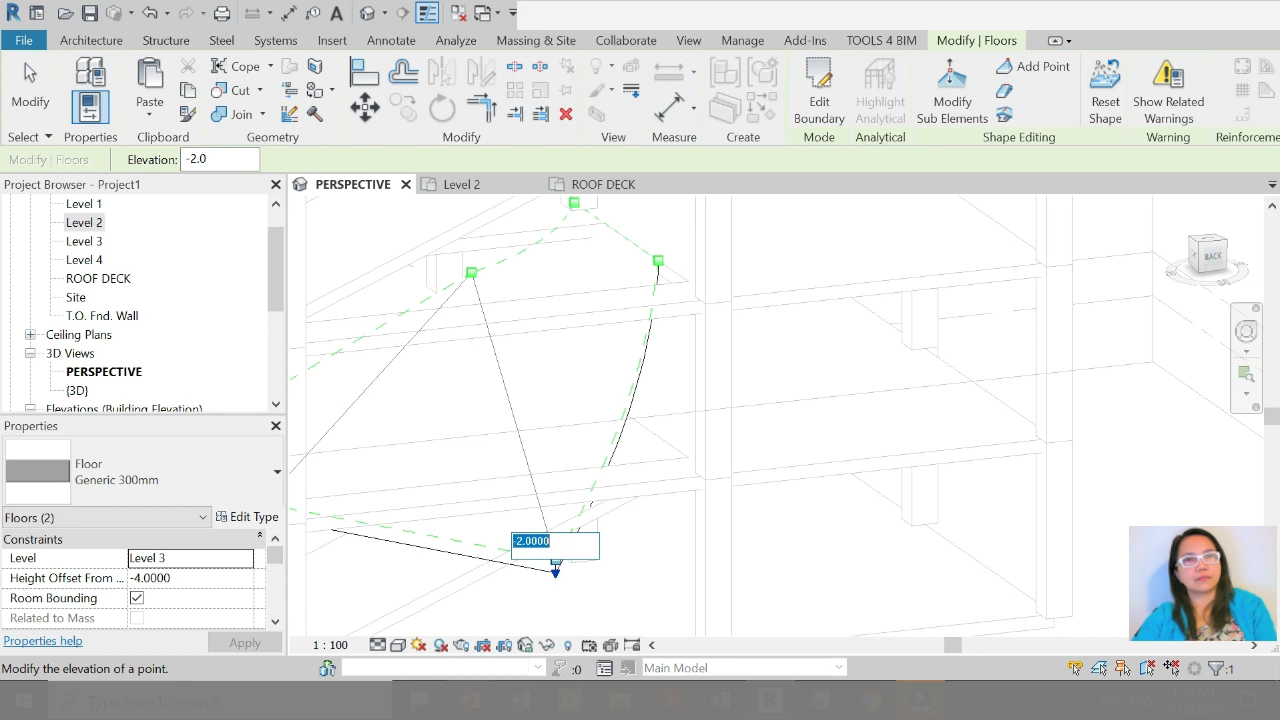 File Architecture Structure Steel Systems Insert Annotate Analyze Massing & Site Collaborate View Manage Add-Ins TOOLS 4 BIM Modify | Floors
Modify
Paste
Cope
Cut
Join
Edit
Boundary
Highlight
Analytical
Modify
Sub Elements
Add Point
Reset
Shape
Show Related
Warnings
Select Properties Clipboard Geometry Modify View Measure Create Mode Analytical Shape Editing Warning Reinforceme
Modify | Floors Elevation: -2.0
Project Browser - Project1
PERSPECTIVE Level 2 ROOF DECK
Level 1
Level 2
Level 3
Level 4
ROOF DECK
Site
T.O. Fnd. Wall
Ceiling Plans
3D Views
PERSPECTIVE
{3D}
Elevations (Building Elevation)
BACK
Properties
Floor
Generic 300mm
Floors (2) Edit Type
Constraints
Level Level 3
Height Offset From ... -4.0000
Room Bounding
Related to Mass
Properties help Apply
-2.0000
1 : 100
Modify the elevation of a point. :0 Main Model :1
Type here to search
ENG